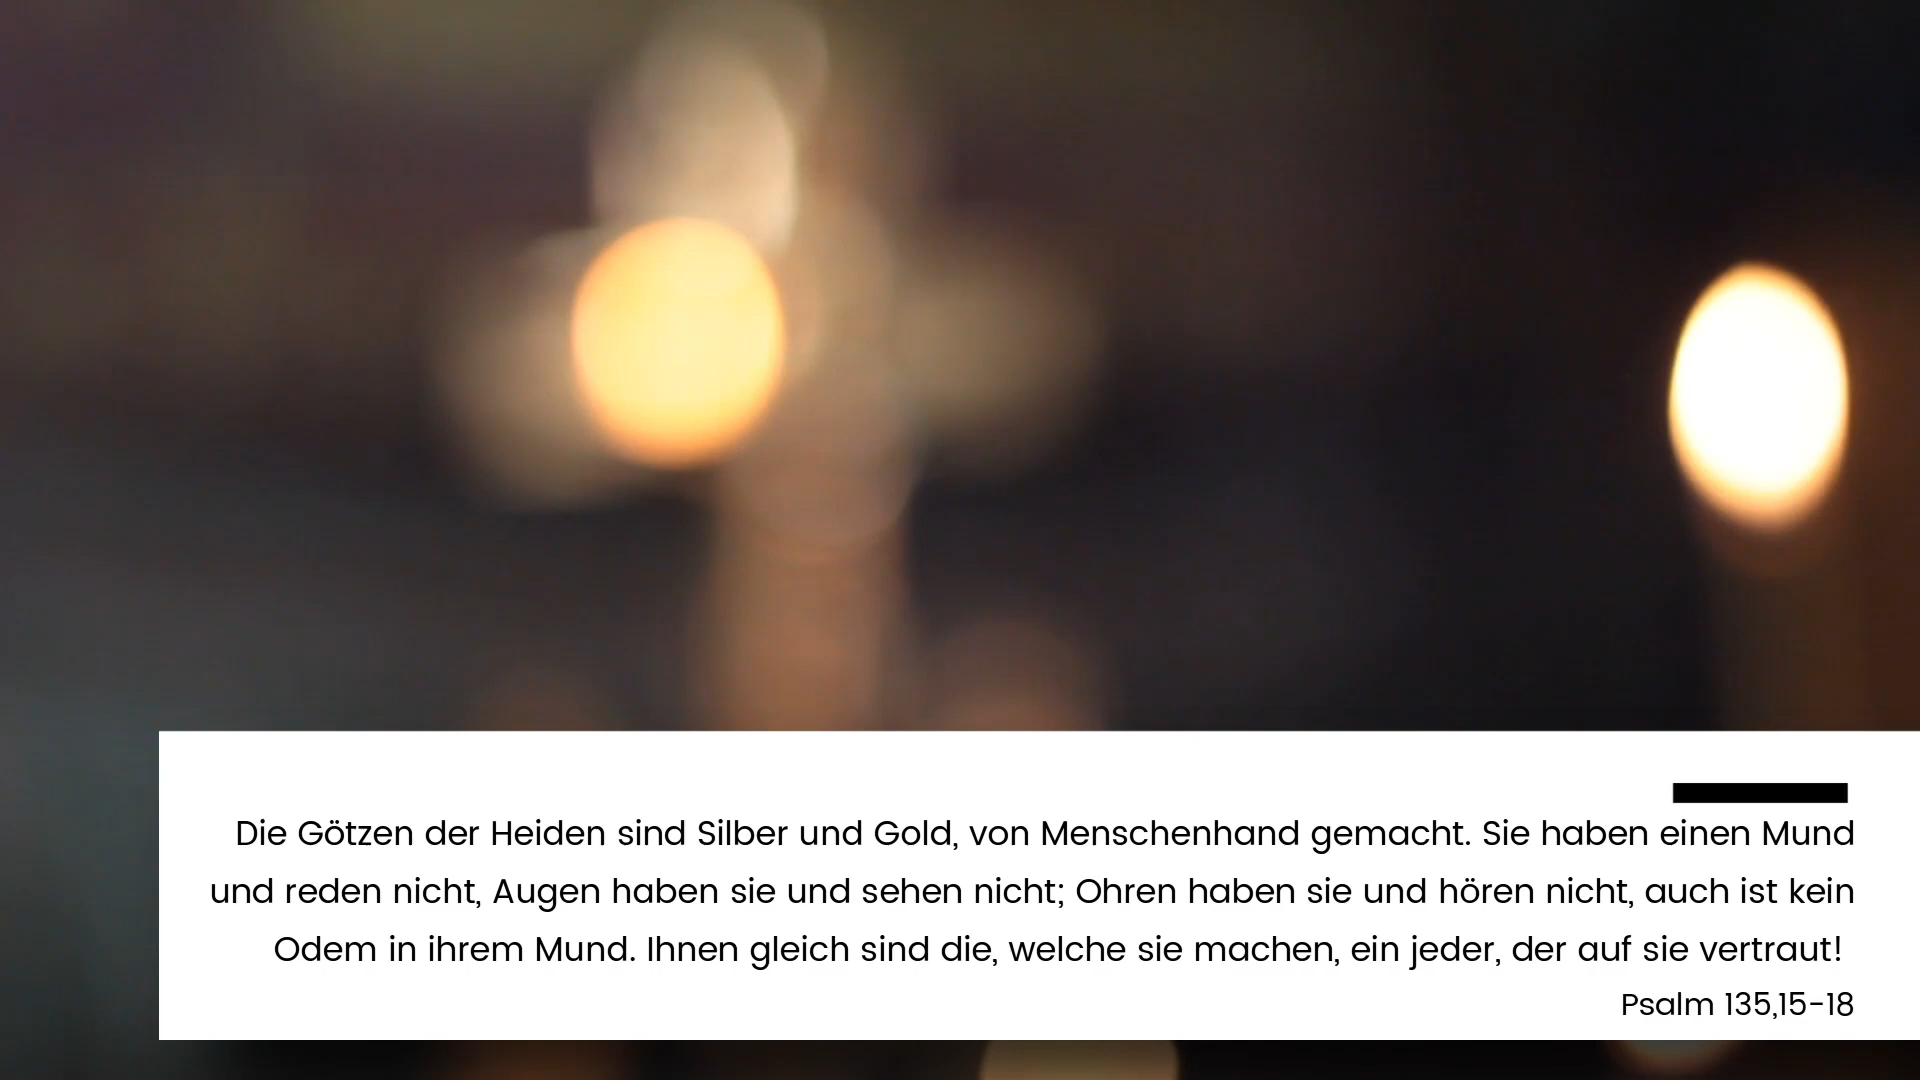 Die Götzen der Heiden sind Silber und Gold, von Menschenhand gemacht. Sie haben einen Mund
und reden nicht, Augen haben sie und sehen nicht; Ohren haben sie und hören nicht, auch ist kein
Odem in ihrem Mund. Ihnen gleich sind die, welche sie machen, ein jeder, der auf sie vertraut!
Psalm 135,15-18